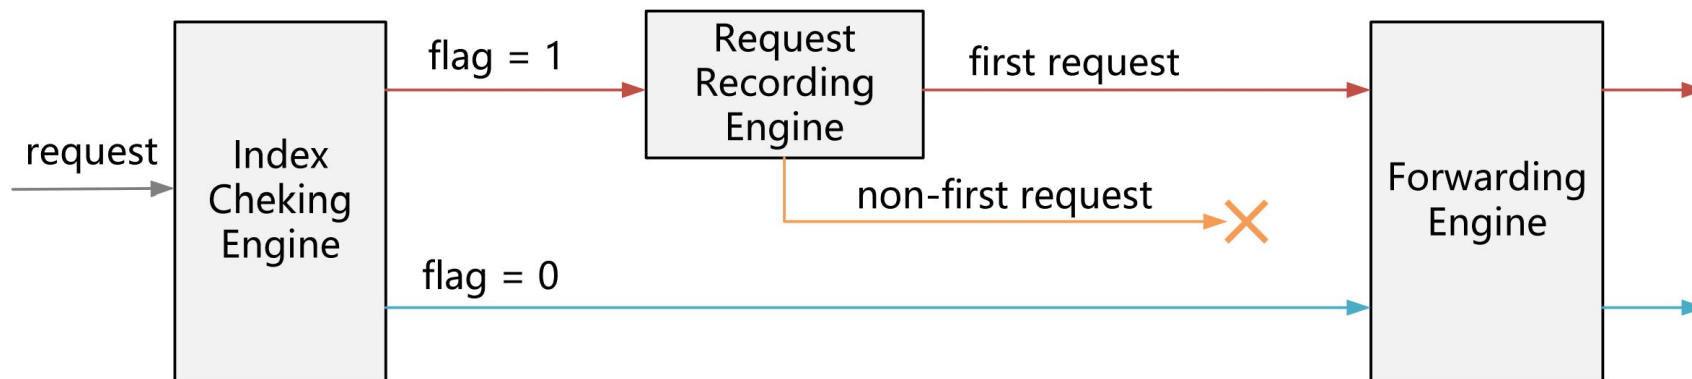 request
Index
Cheking
Engine
flag = 1
Request
Recording
Engine
first request
non-first request
flag = 0
Forwarding
Engine